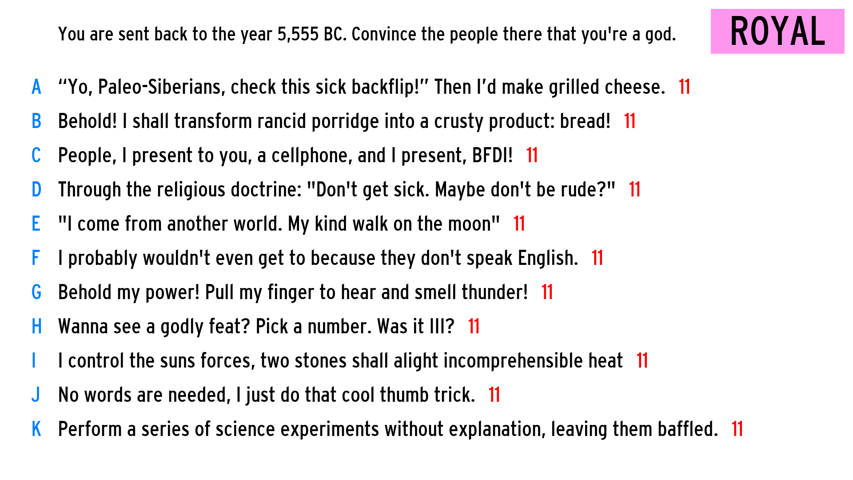 You are sent back to the year 5,555 BC. Convince the people there that you're a god.
ROYAL
A “Yo, Paleo-Siberians, check this sick backflip!” Then I’d make grilled cheese. 11
B Behold! I shall transform rancid porridge into a crusty product: bread! 11
C People, I present to you, a cellphone, and I present, BFDI! 11
D Through the religious doctrine: "Don't get sick. Maybe don't be rude?" 11
E "I come from another world. My kind walk on the moon" 11
F I probably wouldn't even get to because they don't speak English. 11
G Behold my power! Pull my finger to hear and smell thunder! 11
H Wanna see a godly feat? Pick a number. Was it III? 11
I I control the suns forces, two stones shall alight incomprehensible heat 11
J No words are needed, I just do that cool thumb trick. 11
K Perform a series of science experiments without explanation, leaving them baffled. 11